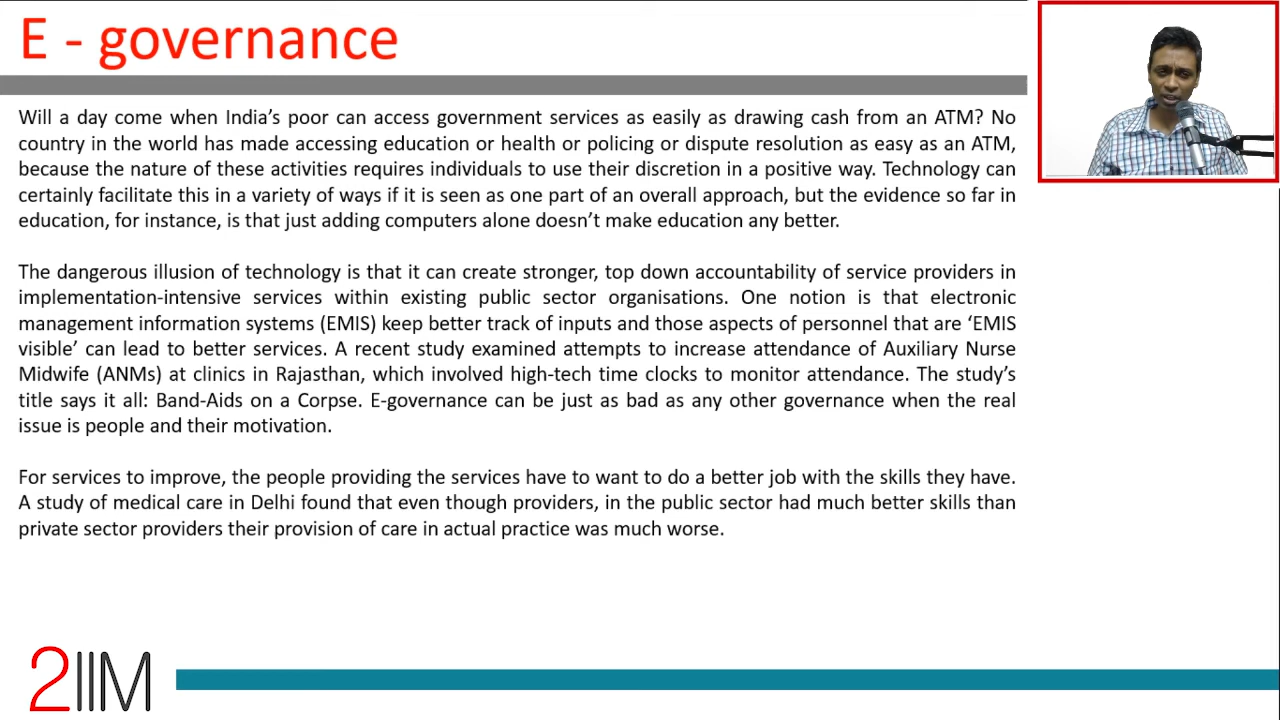 E - governance
Will a day come when India’s poor can access government services as easily as drawing cash from an ATM? No
country in the world has made accessing education or health or policing or dispute resolution as easy as an ATM,
because the nature of these activities requires individuals to use their discretion in a positive way. Technology can
certainly facilitate this in a variety of ways if it is seen as one part of an overall approach, but the evidence so far in
education, for instance, is that just adding computers alone doesn’t make education any better.
The dangerous illusion of technology is that it can create stronger, top down accountability of service providers in
implementation-intensive services within existing public sector organisations. One notion is that electronic
management information systems (EMIS) keep better track of inputs and those aspects of personnel that are ‘EMIS
visible’ can lead to better services. A recent study examined attempts to increase attendance of Auxiliary Nurse
Midwife (ANMs) at clinics in Rajasthan, which involved high-tech time clocks to monitor attendance. The study’s
title says it all: Band-Aids on a Corpse. E-governance can be just as bad as any other governance when the real
issue is people and their motivation.
For services to improve, the people providing the services have to want to do a better job with the skills they have.
A study of medical care in Delhi found that even though providers, in the public sector had much better skills than
private sector providers their provision of care in actual practice was much worse.
2IIM